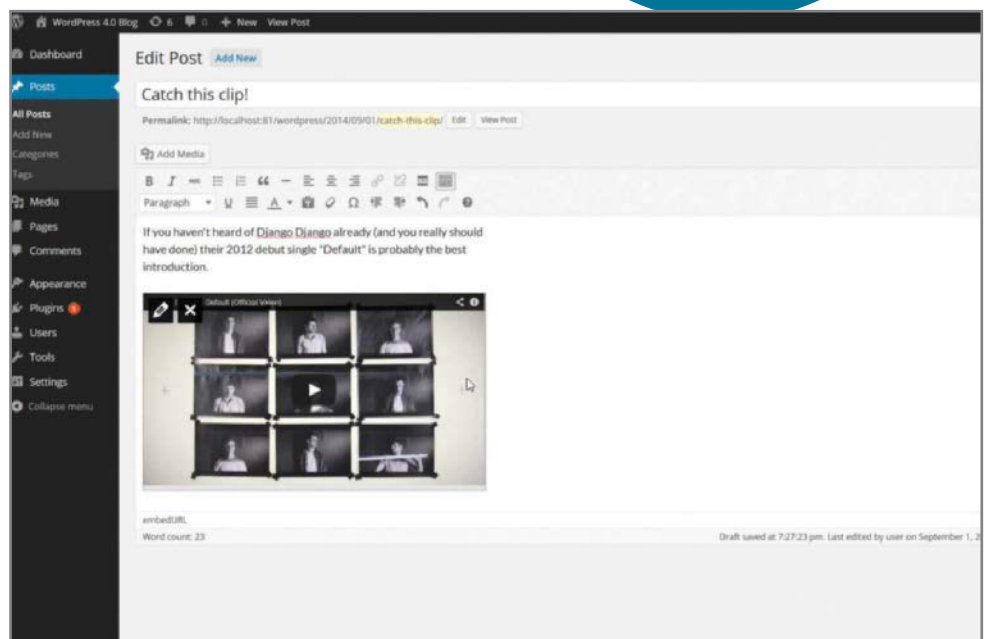 WordPress 4.0 Blog 6 0 + New View Post
Dashboard
Posts
All Posts
Add New
Categories
Tags
Media
Pages
Comments
Appearance
Plugins 1
Users
Tools
Settings
Collapse menu
Edit Post Add New
Catch this clip!
Permalink: http://localhost:81/wordpress/2014/09/01/catch-this-clip/ Edit View Post
Add Media
B I ABC
Paragraph U A Ω
If you haven't heard of Django Django already (and you really should
have done) their 2012 debut single "Default" is probably the best
introduction.
Default (Official Video)
embedURL
Word count: 23
Draft saved at 7:27:23 pm. Last edited by user on September 1,